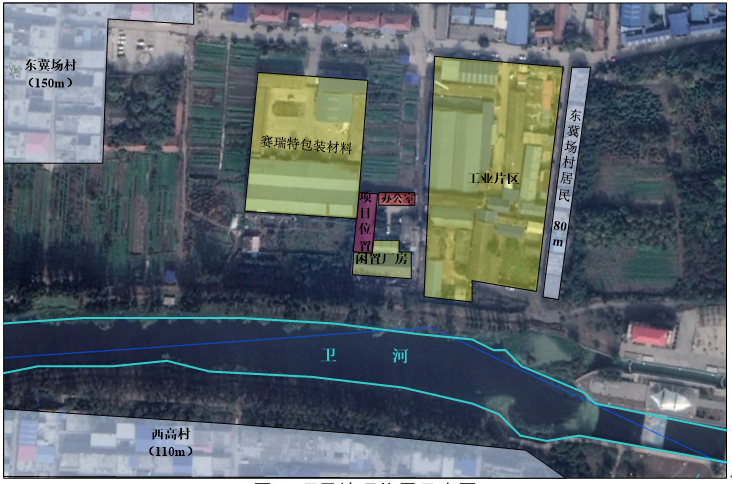 东冀场村
（150m）
赛瑞特包装材料
东冀场村居民
80
m
工业片区
项目位置
办公室
闲置厂房
卫 河
西高村
（110m）